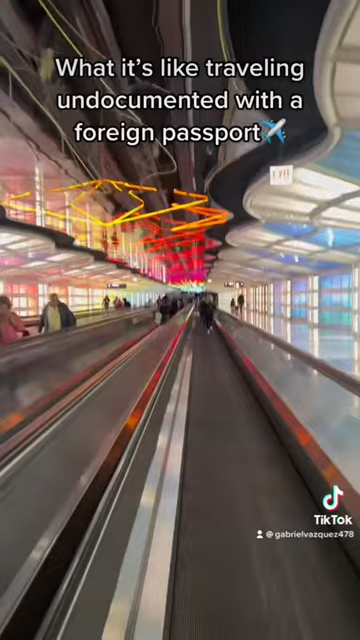 What it's like traveling
undocumented with a
foreign passport✈️
TikTok
@gabrielvazquez478